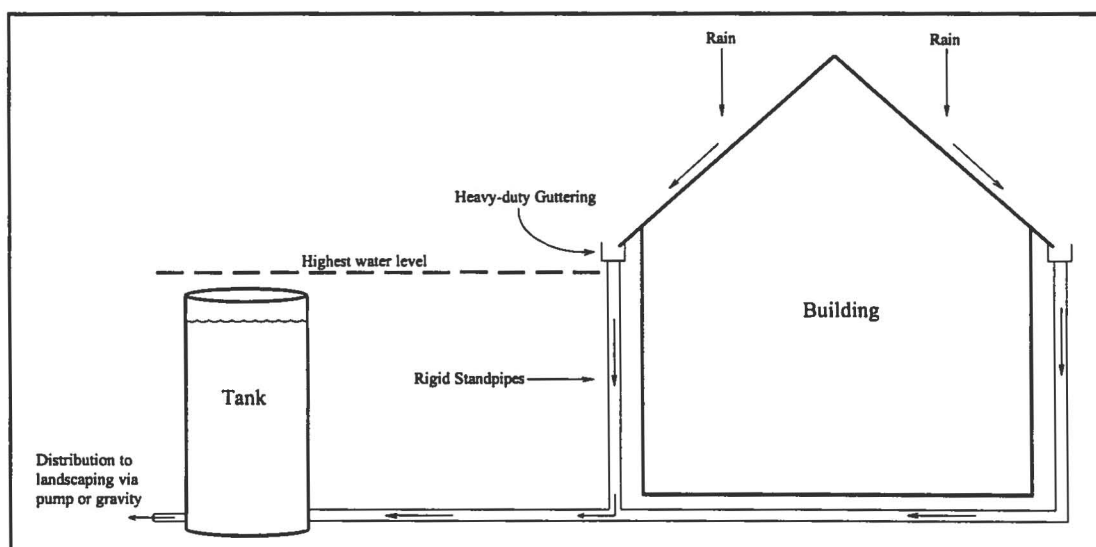 Rain
Rain
Heavy-duty Guttering
Highest water level
Building
Rigid Standpipes
Tank
Distribution to
landscaping via
pump or gravity